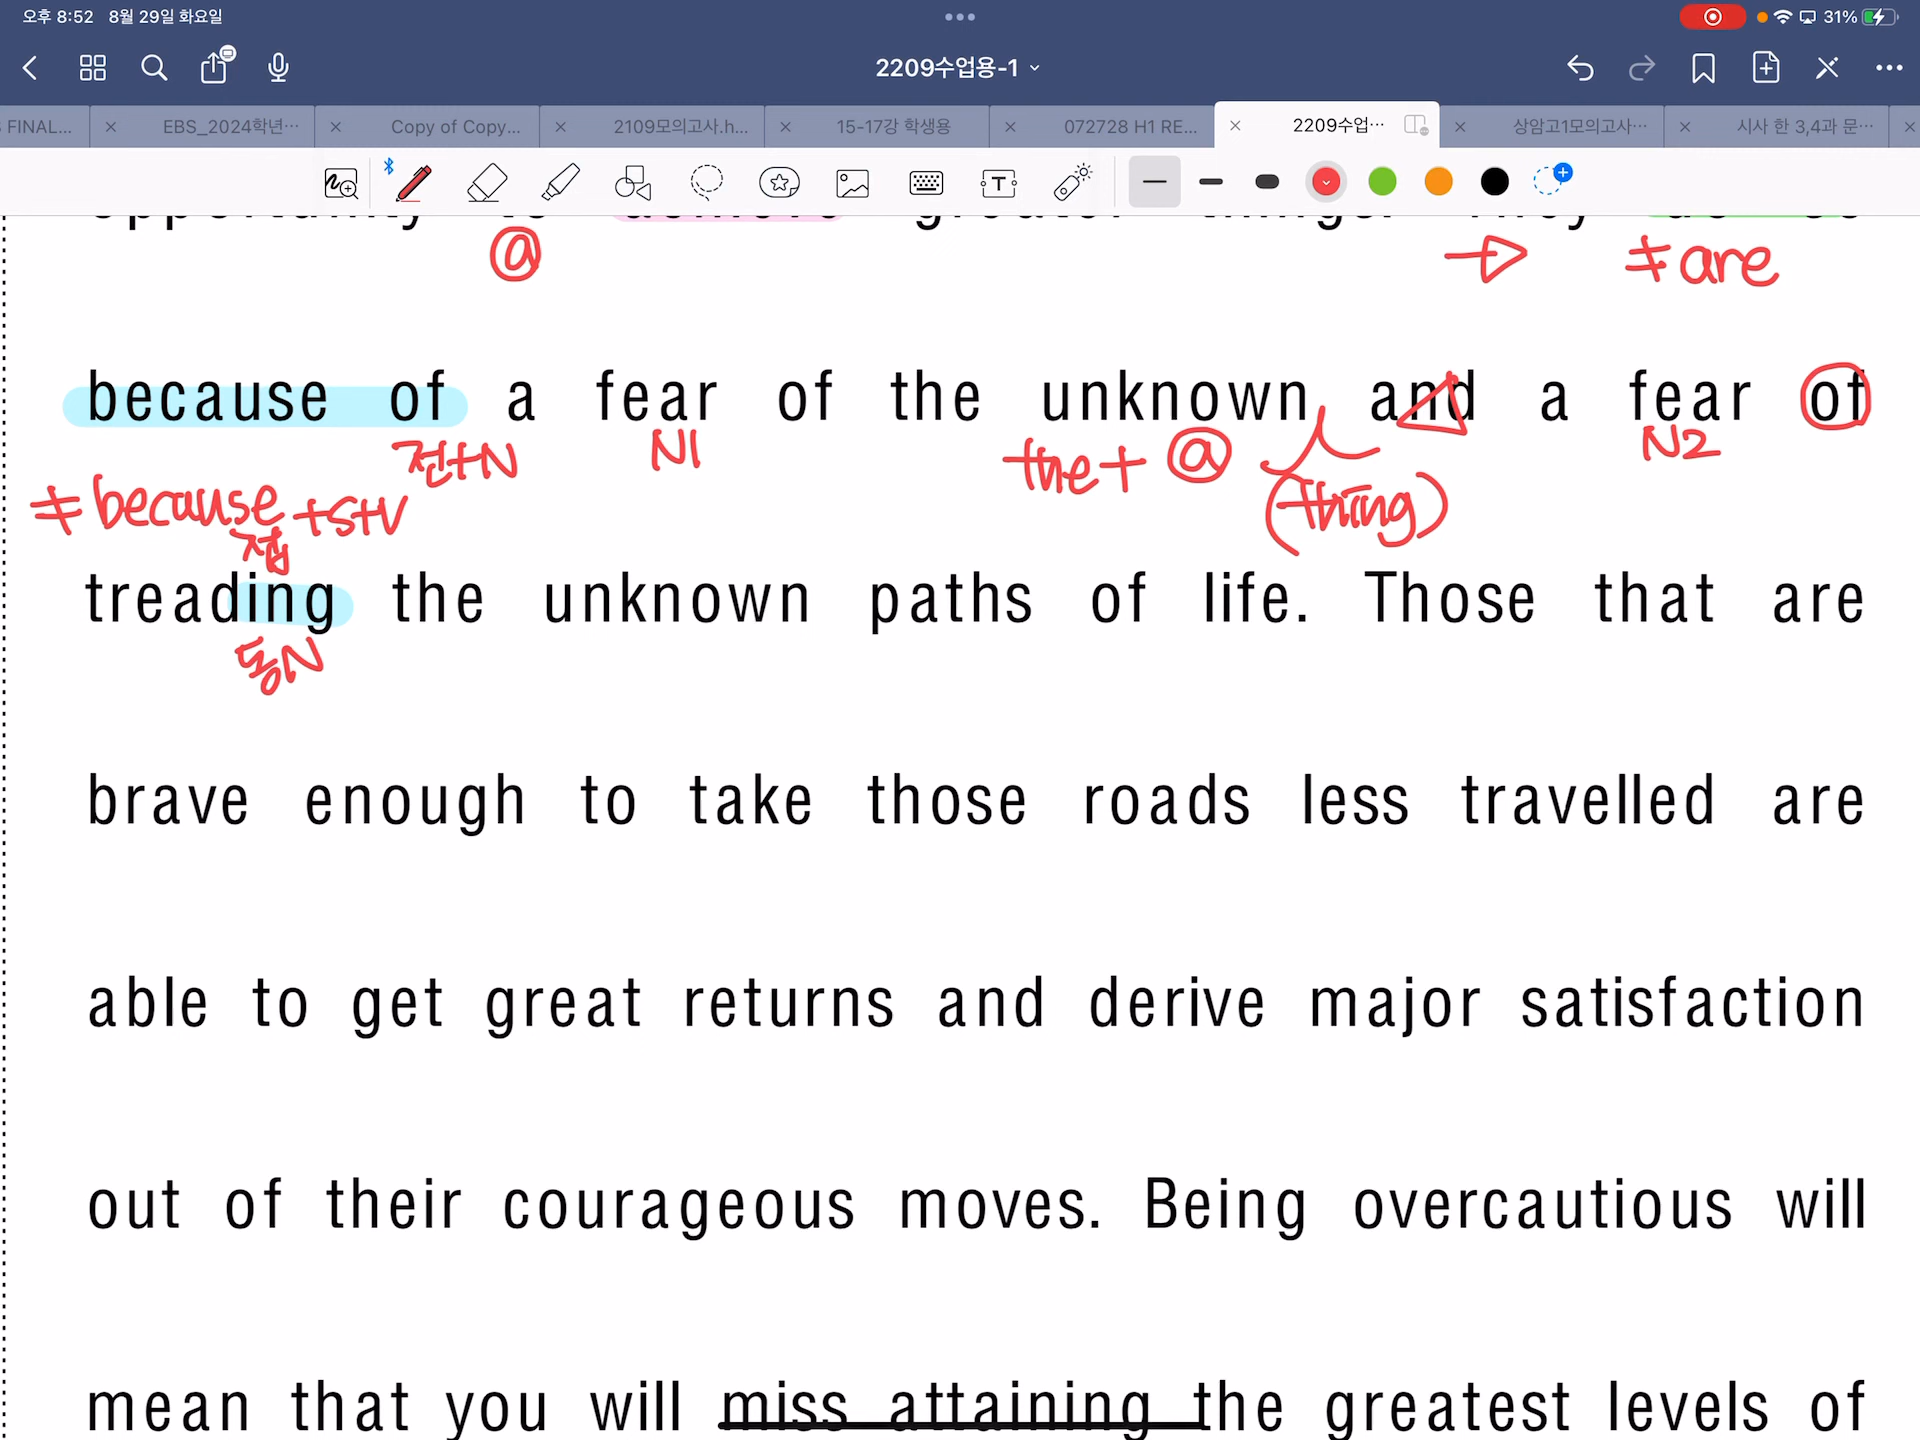 오후 8:52 8월 29일 화요일
31%
2209수업용-1
FINAL... EBS_2024학년… Copy of Copy... 2109모의고사.h... 15-17강 학생용 072728 H1 RE... 2209수업… 상암고1모의고사… 시사 한 3,4과 문…
opportunity to achieve greater things. They
ⓐ ≠ are
because of a fear of the unknown and a fear of
전+N N1 the + ⓐ (thing) N2
≠ because +S+V
접
treading the unknown paths of life. Those that are
동N
brave enough to take those roads less travelled are
able to get great returns and derive major satisfaction
out of their courageous moves. Being overcautious will
mean that you will miss attaining the greatest levels of